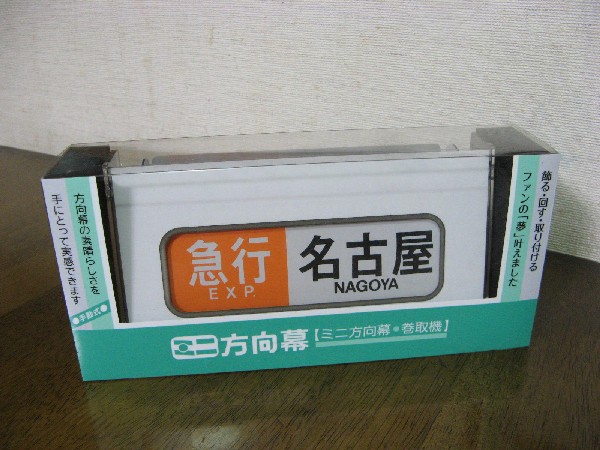 方向幕の素晴らしさを
手にとって実感できます
●手動式●
急行
EXP.
名古屋
NAGOYA
飾る・回す・取り付ける
ファンの「夢」叶えました
ミニ方向幕【ミニ方向幕・巻取機】